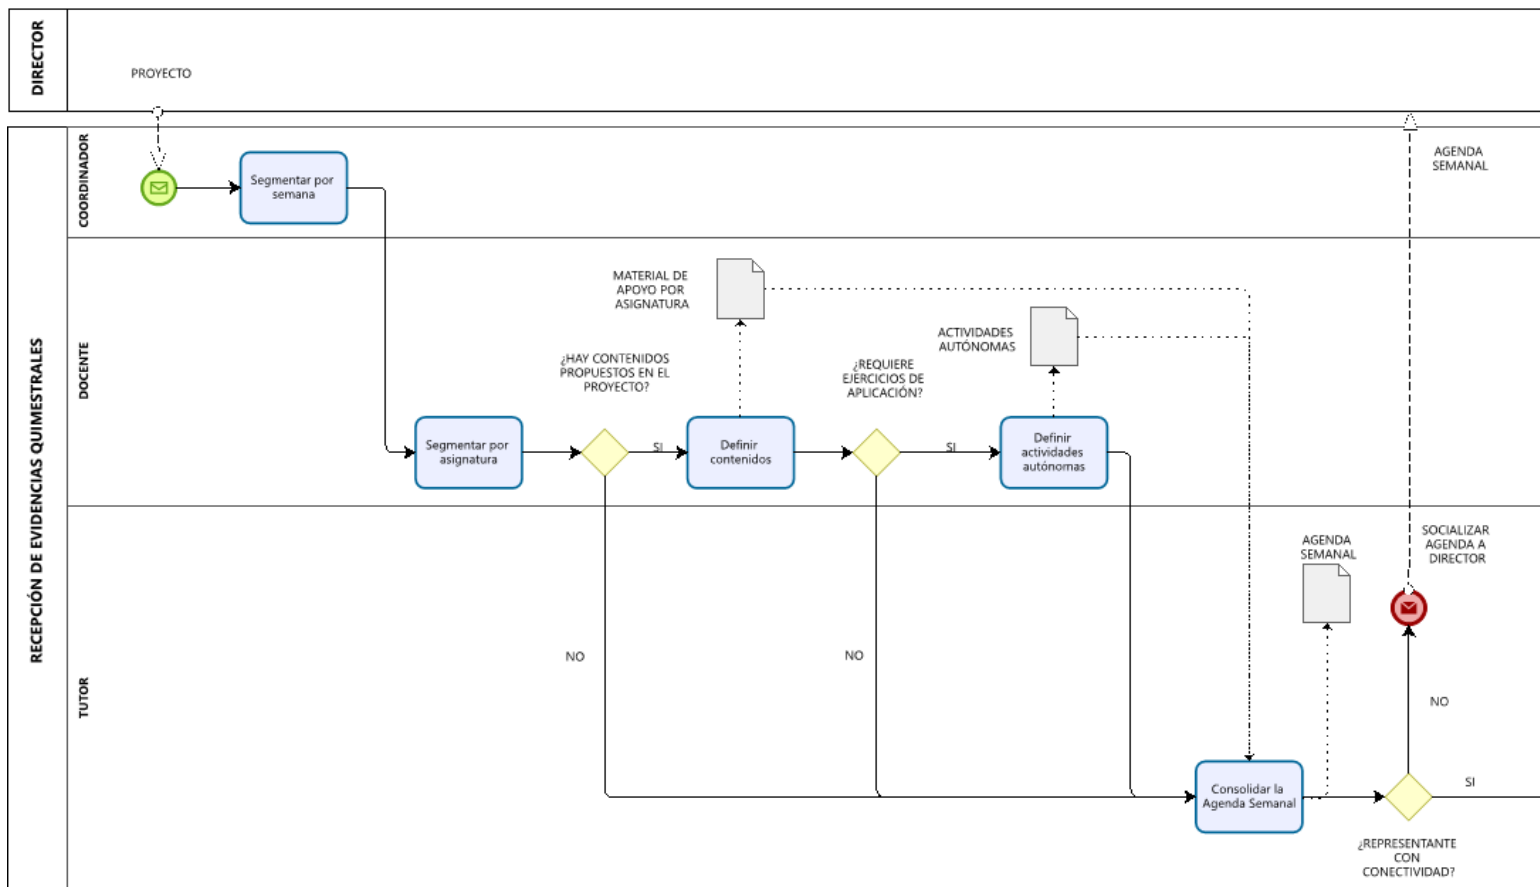 DIRECTOR
PROYECTO
RECEPCIÓN DE EVIDENCIAS QUIMESTRALES
COORDINADOR
Segmentar por
semana
AGENDA
SEMANAL
DOCENTE
MATERIAL DE
APOYO POR
ASIGNATURA
ACTIVIDADES
AUTÓNOMAS
¿HAY CONTENIDOS
PROPUESTOS EN EL
PROYECTO?
¿REQUIERE
EJERCICIOS DE
APLICACIÓN?
Segmentar por
asignatura
SI
Definir
contenidos
SI
Definir
actividades
autónomas
TUTOR
NO
NO
AGENDA
SEMANAL
SOCIALIZAR
AGENDA A
DIRECTOR
NO
Consolidar la
Agenda Semanal
SI
¿REPRESENTANTE
CON
CONECTIVIDAD?